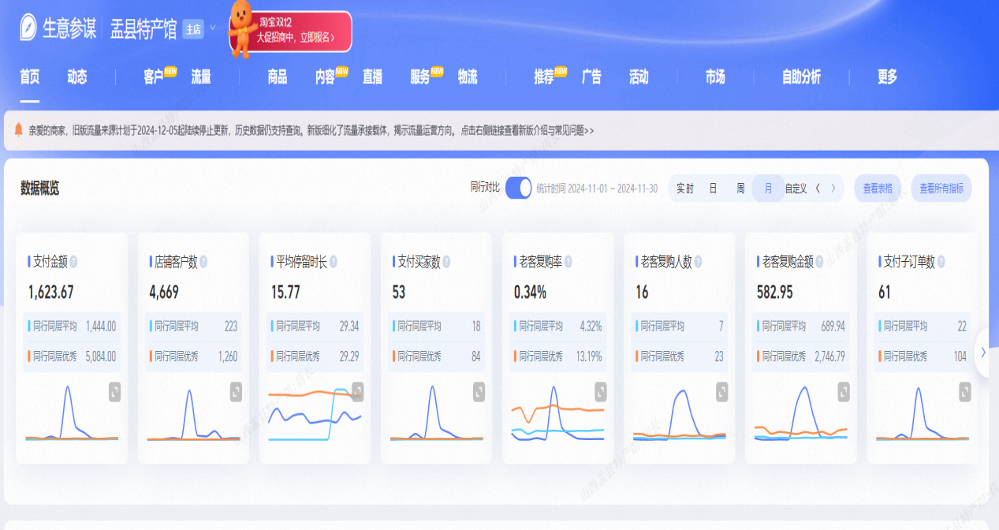 生意参谋 盂县特产馆 主店
淘宝双12
大促招商中，立即报名>
首页 动态 客户 NEW 流量 商品 内容 NEW 直播 服务 NEW 物流 推荐 NEW 广告 活动 市场 自助分析 更多
亲爱的商家，旧版流量来源计划于2024-12-05起陆续停止更新，历史数据仍支持查询。新版细化了流量承接载体，揭示流量运营方向。 点击右侧链接查看新版介绍与常见问题>>
数据概览 同行对比 统计时间 2024-11-01 ~ 2024-11-30 实时 日 周 月 自定义 < > 查看表格 查看所有指标
支付金额 ? 店铺客户数 ? 平均停留时长 ? 支付买家数 ? 老客复购率 ? 老客复购人数 ? 老客复购金额 ? 支付子订单数 ?
1,623.67 4,669 15.77 53 0.34% 16 582.95 61
同行同层平均 1,444.00 同行同层平均 223 同行同层平均 29.34 同行同层平均 18 同行同层平均 4.32% 同行同层平均 7 同行同层平均 689.94 同行同层平均 22
同行同层优秀 5,084.00 同行同层优秀 1,260 同行同层优秀 29.29 同行同层优秀 84 同行同层优秀 13.19% 同行同层优秀 23 同行同层优秀 2,746.79 同行同层优秀 104
山西盂县特产馆:店长